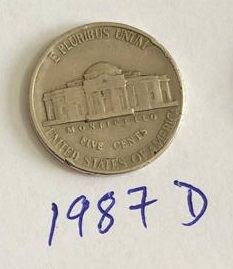 E PLURIBUS UNUM
MONTICELLO
FIVE CENTS
UNITED STATES OF AMERICA
1987 D